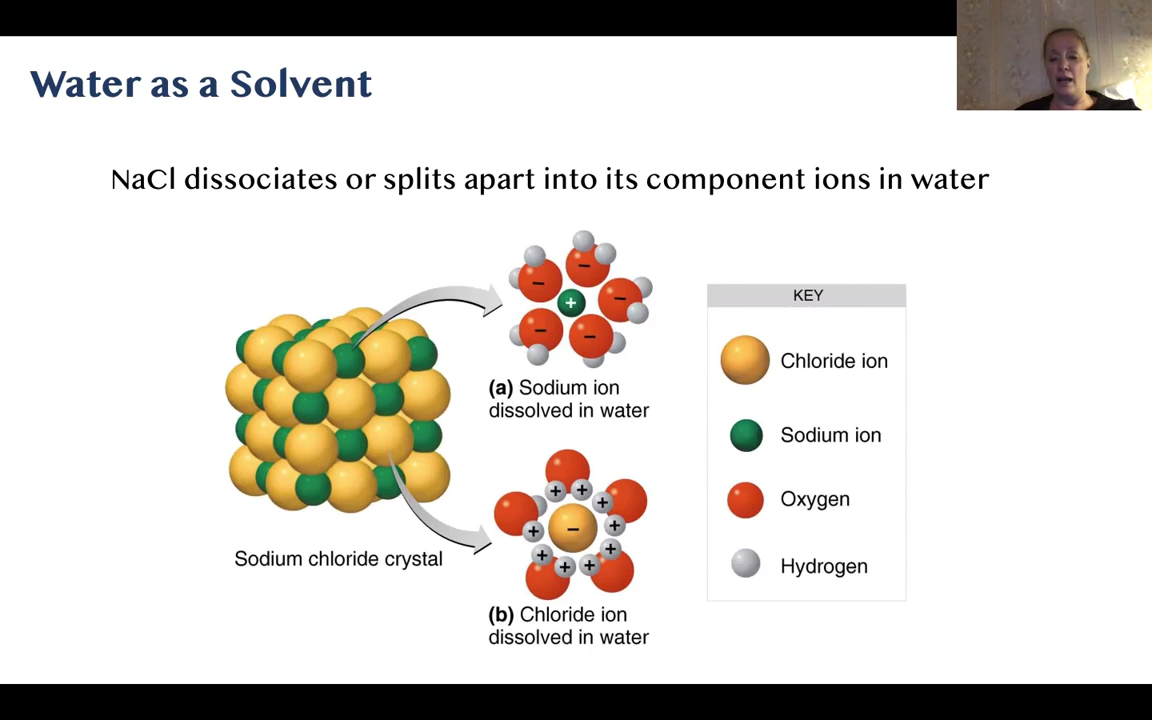 Water as a Solvent
NaCl dissociates or splits apart into its component ions in water
− − − − −
+
(a) Sodium ion
dissolved in water
Sodium chloride crystal
+ + + + + + + + +
−
(b) Chloride ion
dissolved in water
KEY
Chloride ion
Sodium ion
Oxygen
Hydrogen